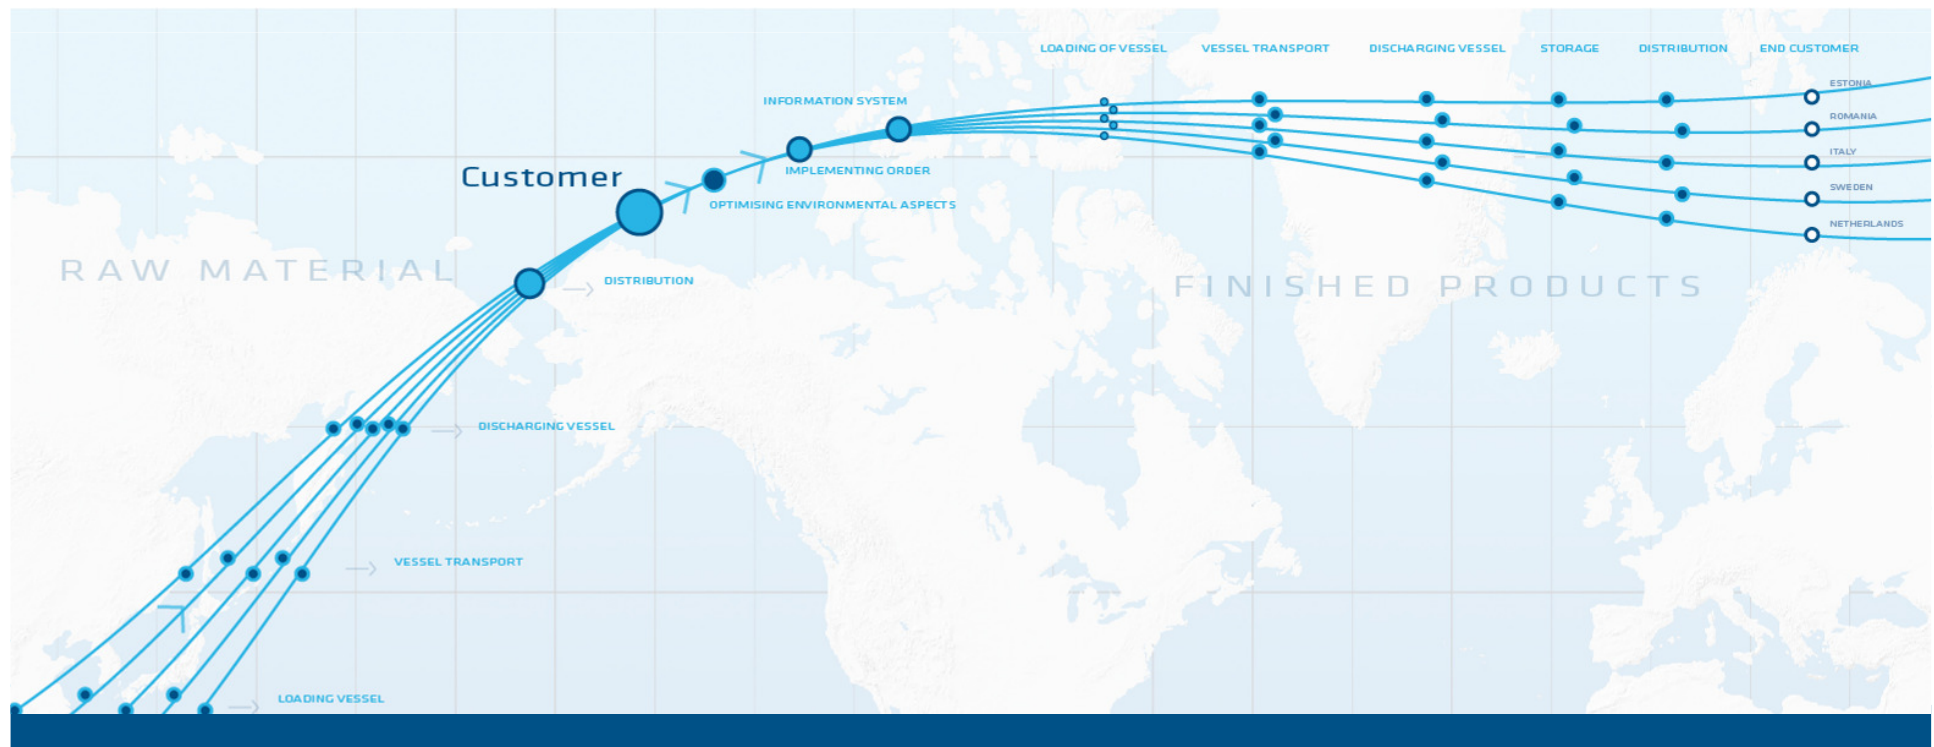 LOADING OF VESSEL VESSEL TRANSPORT DISCHARGING VESSEL STORAGE DISTRIBUTION END CUSTOMER
ESTONIA
INFORMATION SYSTEM
ROMANIA
ITALY
IMPLEMENTING ORDER
Customer
SWEDEN
OPTIMISING ENVIRONMENTAL ASPECTS
NETHERLANDS
RAW MATERIAL
DISTRIBUTION
FINISHED PRODUCTS
DISCHARGING VESSEL
VESSEL TRANSPORT
LOADING VESSEL